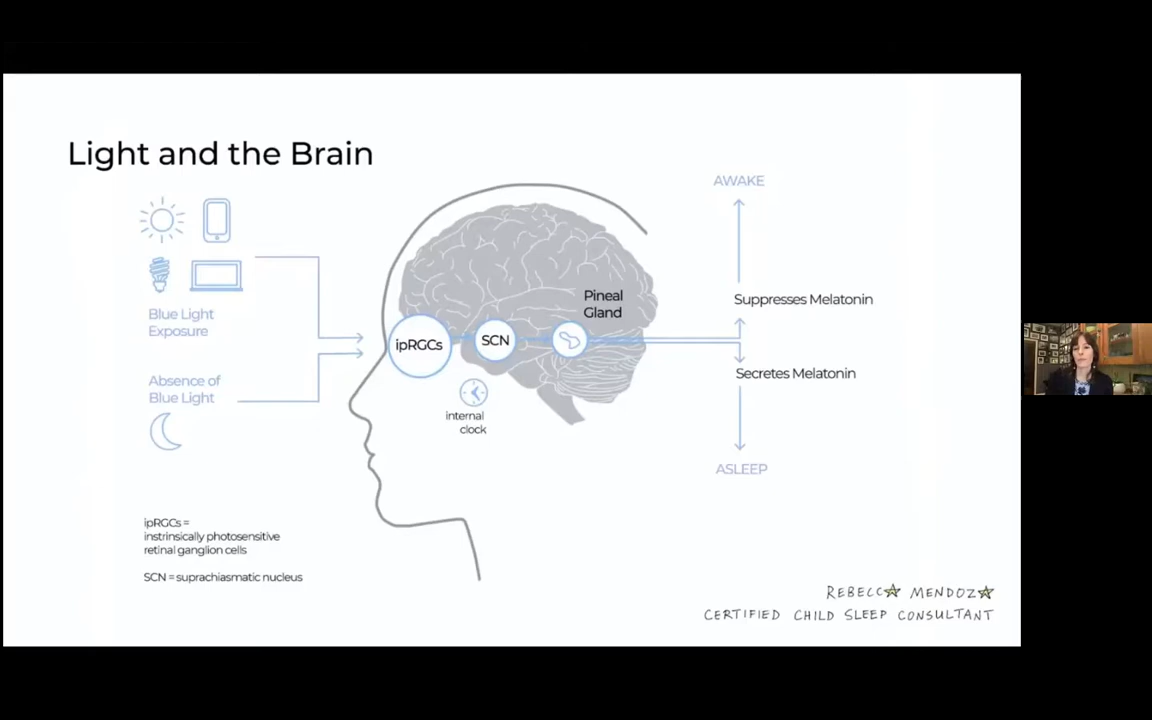 Light and the Brain
AWAKE
Blue Light
Exposure
Pineal
Gland
Suppresses Melatonin
ipRGCs
SCN
Secretes Melatonin
Absence of
Blue Light
internal
clock
ASLEEP
ipRGCs =
instrinsically photosensitive
retinal ganglion cells
SCN = suprachiasmatic nucleus
REBECCA MENDOZA
CERTIFIED CHILD SLEEP CONSULTANT